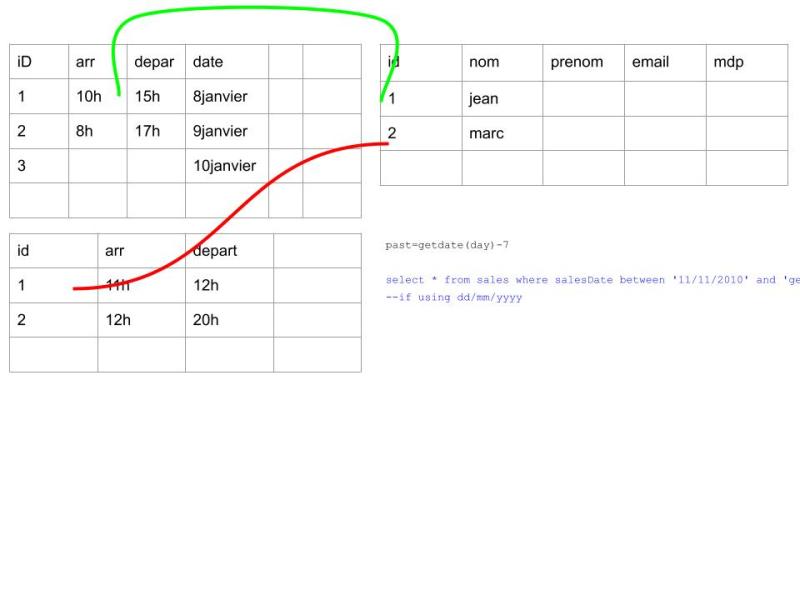 iD arr depar date
1 10h 15h 8janvier
2 8h 17h 9janvier
3 10janvier
id nom prenom email mdp
1 jean
2 marc
id arr depart
1 11h 12h
2 12h 20h
past=getdate(day)-7
select * from sales where salesDate between '11/11/2010' and 'ge
--if using dd/mm/yyyy